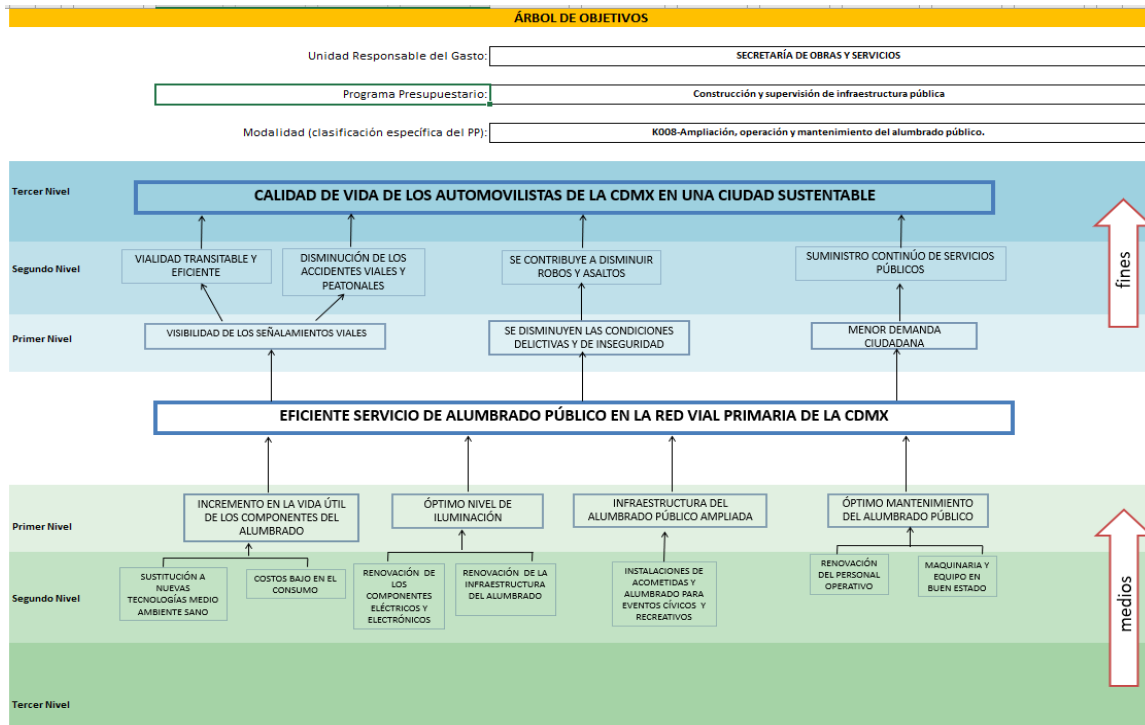 ÁRBOL DE OBJETIVOS
Unidad Responsable del Gasto:
SECRETARÍA DE OBRAS Y SERVICIOS
Programa Presupuestario:
Construcción y supervisión de infraestructura pública
Modalidad (clasificación específica del PP):
K008-Ampliación, operación y mantenimiento del alumbrado público.
Tercer Nivel
CALIDAD DE VIDA DE LOS AUTOMOVILISTAS DE LA CDMX EN UNA CIUDAD SUSTENTABLE
Segundo Nivel
VIALIDAD TRANSITABLE Y
EFICIENTE
DISMINUCIÓN DE LOS
ACCIDENTES VIALES Y
PEATONALES
SE CONTRIBUYE A DISMINUIR
ROBOS Y ASALTOS
SUMINISTRO CONTINÚO DE SERVICIOS
PÚBLICOS
fines
Primer Nivel
VISIBILIDAD DE LOS SEÑALAMIENTOS VIALES
SE DISMINUYEN LAS CONDICIONES
DELICTIVAS Y DE INSEGURIDAD
MENOR DEMANDA
CIUDADANA
EFICIENTE SERVICIO DE ALUMBRADO PÚBLICO EN LA RED VIAL PRIMARIA DE LA CDMX
Primer Nivel
INCREMENTO EN LA VIDA ÚTIL
DE LOS COMPONENTES DEL
ALUMBRADO
ÓPTIMO NIVEL DE
ILUMINACIÓN
INFRAESTRUCTURA DEL
ALUMBRADO PÚBLICO AMPLIADA
ÓPTIMO MANTENIMIENTO
DEL ALUMBRADO PÚBLICO
Segundo Nivel
SUSTITUCIÓN A
NUEVAS
TECNOLOGÍAS MEDIO
AMBIENTE SANO
COSTOS BAJO EN EL
CONSUMO
RENOVACIÓN DE
LOS
COMPONENTES
ELÉCTRICOS Y
ELECTRÓNICOS
RENOVACIÓN DE LA
INFRAESTRUCTURA
DEL ALUMBRADO
INSTALACIONES DE
ACOMETIDAS Y
ALUMBRADO PARA
EVENTOS CÍVICOS Y
RECREATIVOS
RENOVACIÓN
DEL PERSONAL
OPERATIVO
MAQUINARIA Y
EQUIPO EN
BUEN ESTADO
medios
Tercer Nivel